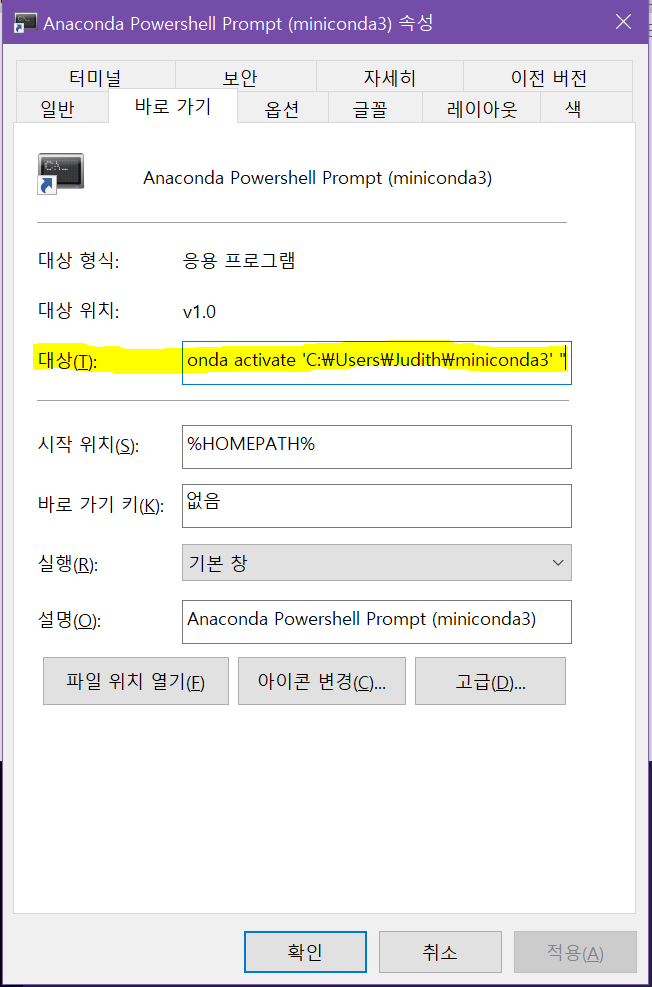 Anaconda Powershell Prompt (miniconda3) 속성
터미널 보안 자세히 이전 버전
일반 바로 가기 옵션 글꼴 레이아웃 색
C:\_
Anaconda Powershell Prompt (miniconda3)
대상 형식: 응용 프로그램
대상 위치: v1.0
대상(T): onda activate 'C:₩Users₩Judith₩miniconda3' "
시작 위치(S): %HOMEPATH%
바로 가기 키(K): 없음
실행(R): 기본 창
설명(O): Anaconda Powershell Prompt (miniconda3)
파일 위치 열기(F) 아이콘 변경(C)... 고급(D)...
확인 취소 적용(A)